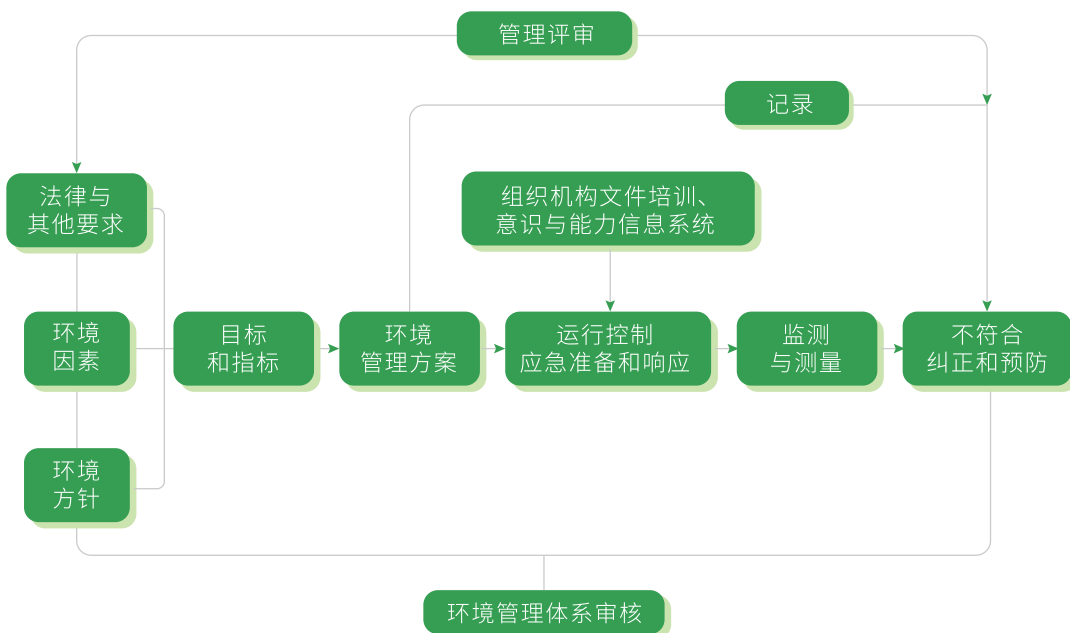 管理评审
记录
法律与
其他要求
组织机构文件培训、
意识与能力信息系统
环境
因素
目标
和指标
环境
管理方案
运行控制
应急准备和响应
监测
与测量
不符合
纠正和预防
环境
方针
环境管理体系审核